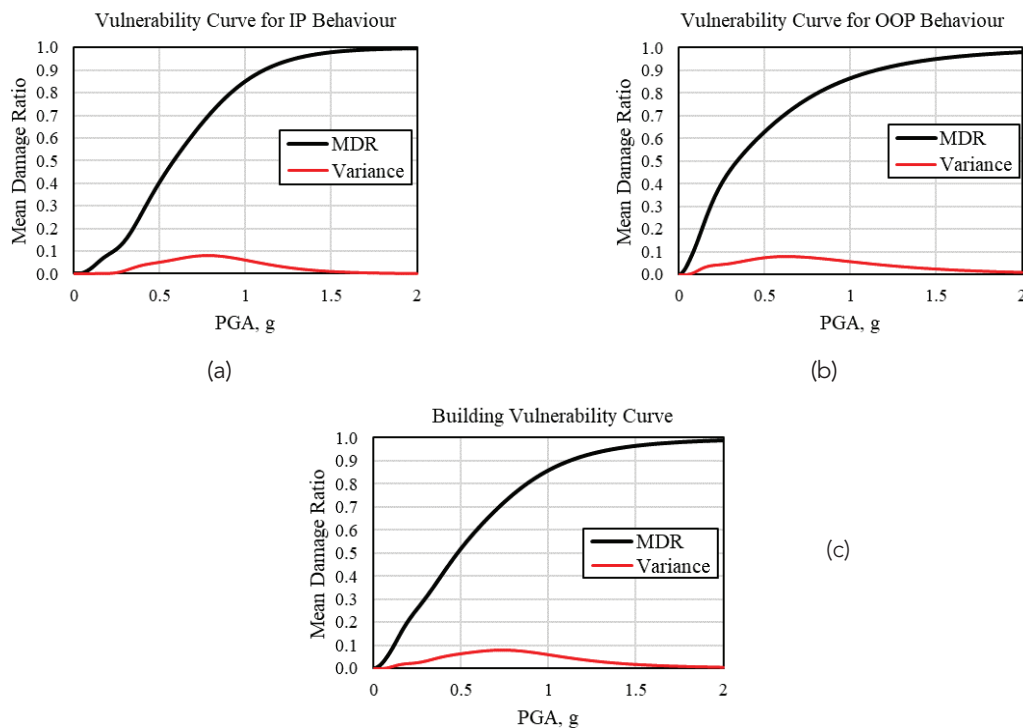 Vulnerability Curve for IP Behaviour
1.0
0.9
0.8
0.7
0.6
0.5
0.4
0.3
0.2
0.1
0.0
Mean Damage Ratio
MDR
Variance
0 0.5 1 1.5 2
PGA, g
(a)
Vulnerability Curve for OOP Behaviour
1.0
0.9
0.8
0.7
0.6
0.5
0.4
0.3
0.2
0.1
0.0
Mean Damage Ratio
MDR
Variance
0 0.5 1 1.5 2
PGA, g
(b)
Building Vulnerability Curve
1.0
0.9
0.8
0.7
0.6
0.5
0.4
0.3
0.2
0.1
0.0
Mean Damage Ratio
MDR
Variance
0 0.5 1 1.5 2
PGA, g
(c)